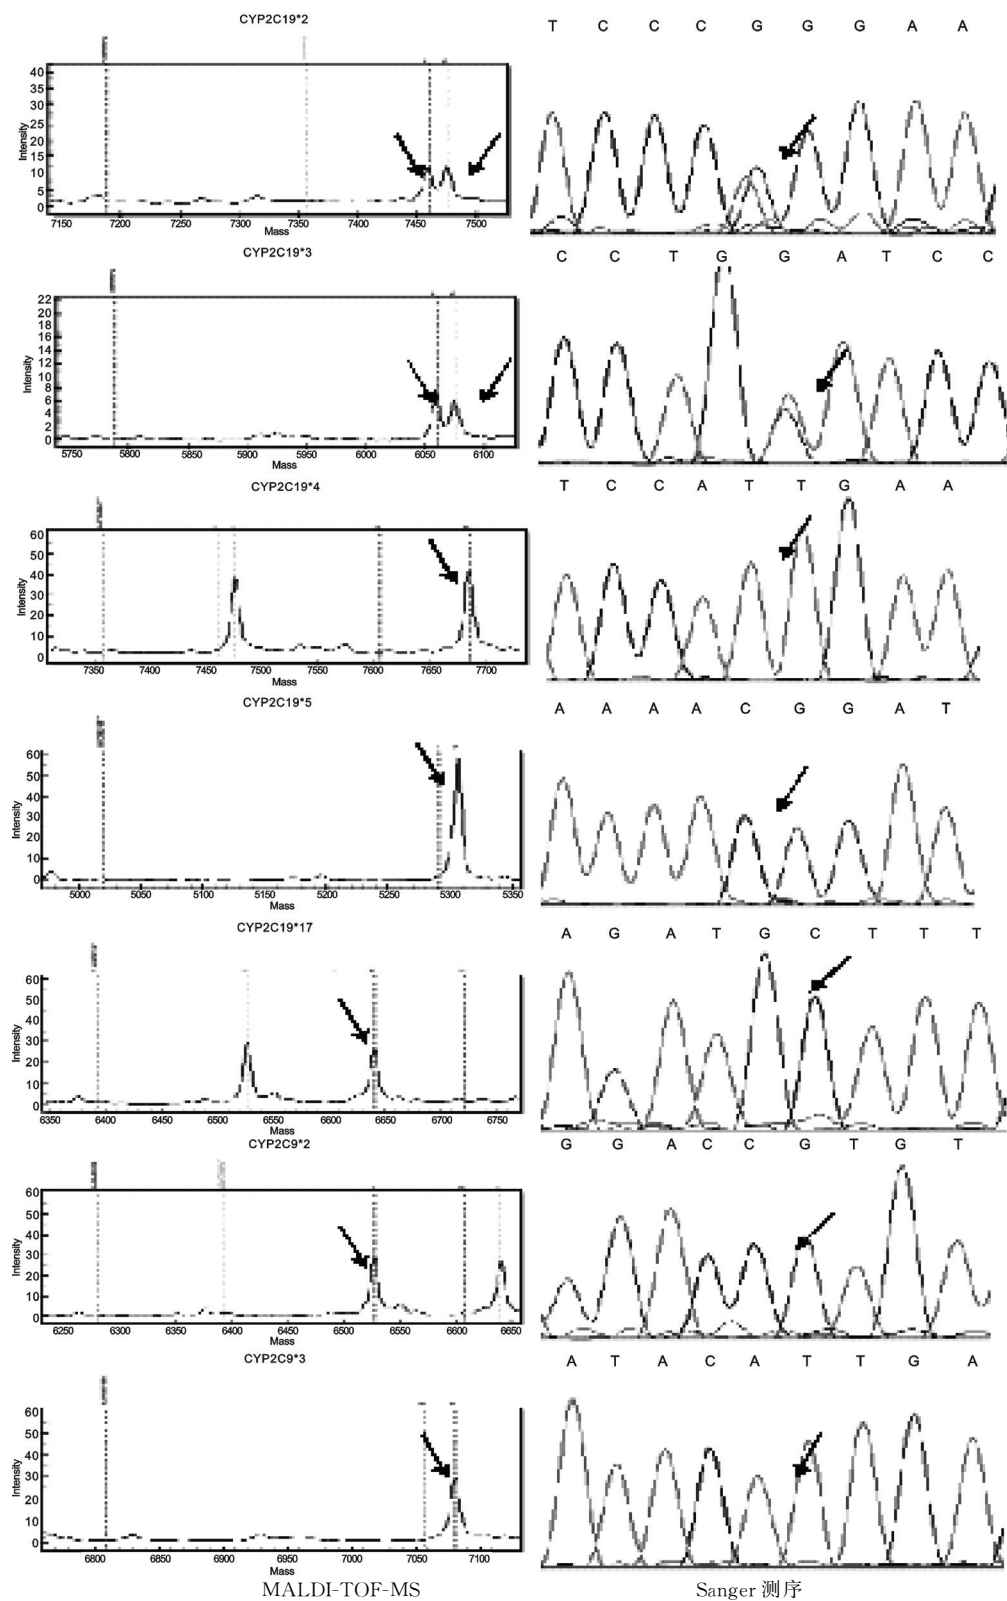 CYP2C19*2
T C C C G G G A A
Intensity
40
35
30
25
20
15
10
5
0
7150 7200 7250 7300 7350 7400 7450 7500
Mass
CYP2C19*3
C C T G G A T C C
Intensity
22
20
18
16
14
12
10
8
6
4
2
0
5750 5800 5850 5900 5950 6000 6050 6100
Mass
CYP2C19*4
T C C A T T G A A
Intensity
60
50
40
30
20
10
0
7350 7400 7450 7500 7550 7600 7650 7700
Mass
CYP2C19*5
A A A A C G G A T
Intensity
60
50
40
30
20
10
0
5000 5050 5100 5150 5200 5250 5300 5350
Mass
CYP2C19*17
A G A T G C T T T
Intensity
60
50
40
30
20
10
0
6350 6400 6450 6500 6550 6600 6650 6700 6750
Mass
CYP2C9*2
G G A C C G T G T
Intensity
60
50
40
30
20
10
0
6250 6300 6350 6400 6450 6500 6550 6600 6650
Mass
CYP2C9*3
A T A C A T T G A
Intensity
60
50
40
30
20
10
0
6800 6850 6900 6950 7000 7050 7100
Mass
MALDI-TOF-MS
Sanger 测序